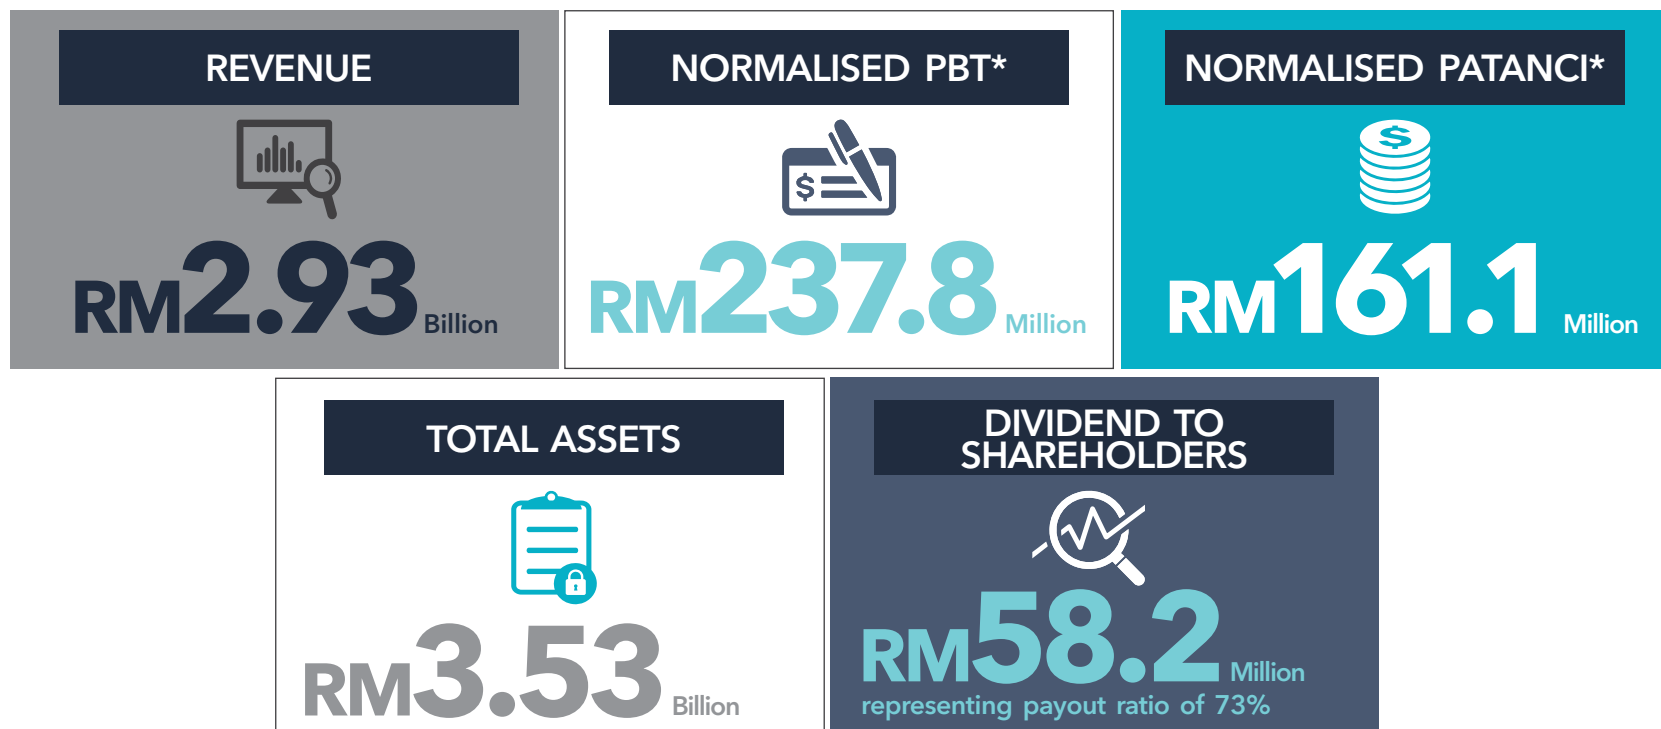 REVENUE
RM2.93 Billion
NORMALISED PBT*
$
RM237.8 Million
NORMALISED PATANCI*
$
RM161.1 Million
TOTAL ASSETS
RM3.53 Billion
DIVIDEND TO
SHAREHOLDERS
RM58.2 Million
representing payout ratio of 73%